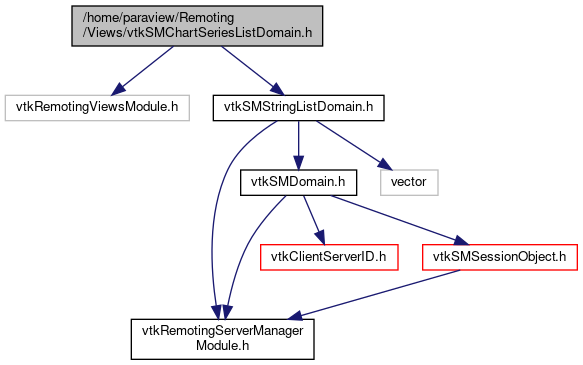 /home/paraview/Remoting
/Views/vtkSMChartSeriesListDomain.h
vtkRemotingViewsModule.h
vtkSMStringListDomain.h
vtkSMDomain.h
vector
vtkClientServerID.h
vtkSMSessionObject.h
vtkRemotingServerManager
Module.h